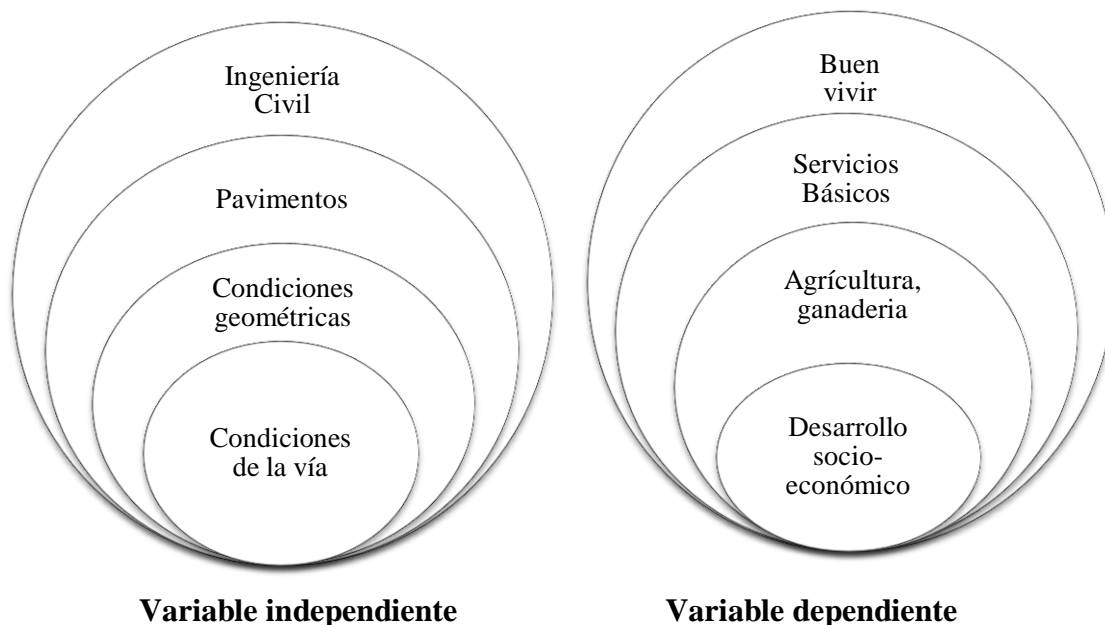 Ingeniería
Civil
Pavimentos
Condiciones
geométricas
Condiciones
de la vía
Variable independiente
Buen
vivir
Servicios
Básicos
Agrícultura,
ganaderia
Desarrollo
socio-
económico
Variable dependiente